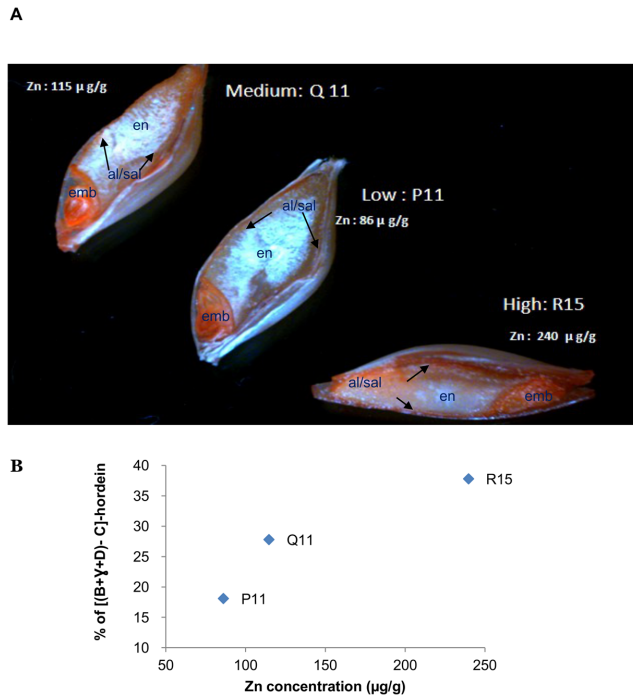 A
Zn : 115 µ g/g
Medium: Q 11
en
al/sal
emb
Low : P11
Zn : 86 µ g/g
al/sal
en
emb
High: R15
Zn : 240 µ g/g
al/sal
en
emb
B
% of [(B+Ɣ+D)- C]-hordein
40
35
30
25
20
15
10
R15
Q11
P11
50
100
150
200
250
Zn concentration (µg/g)